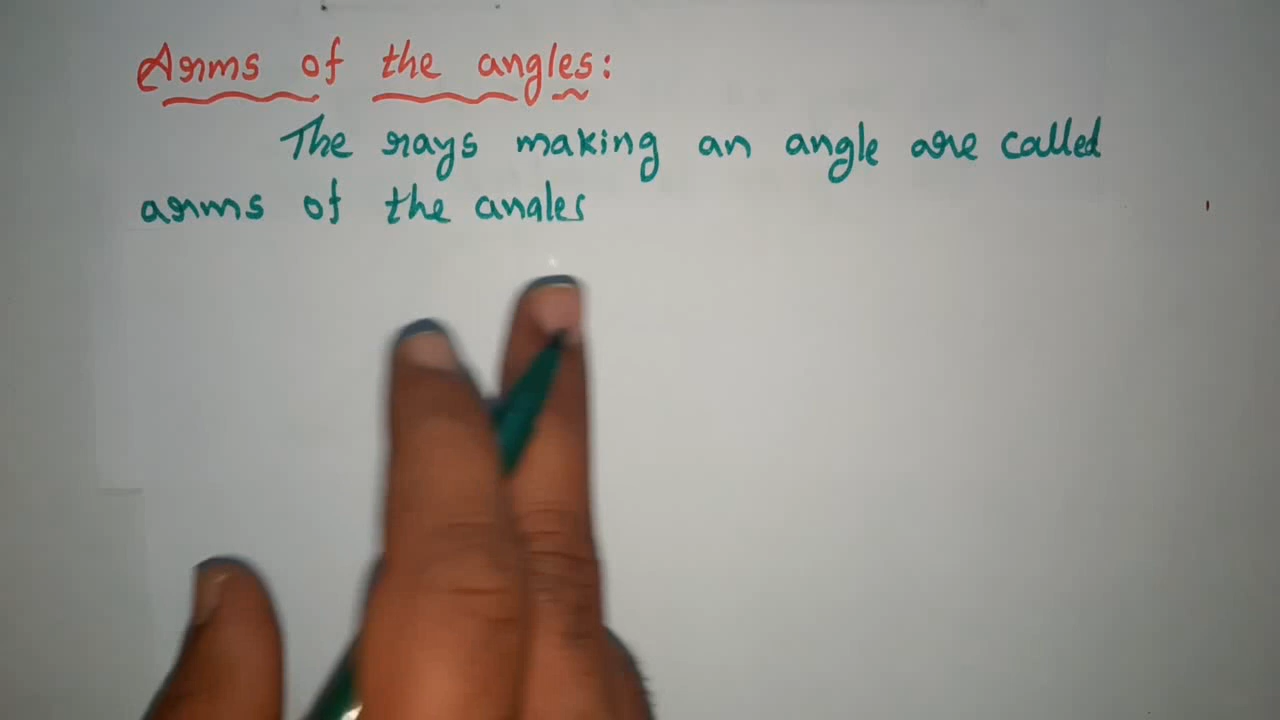 Arms of the angles:
The rays making an angle are called
arms of the angles